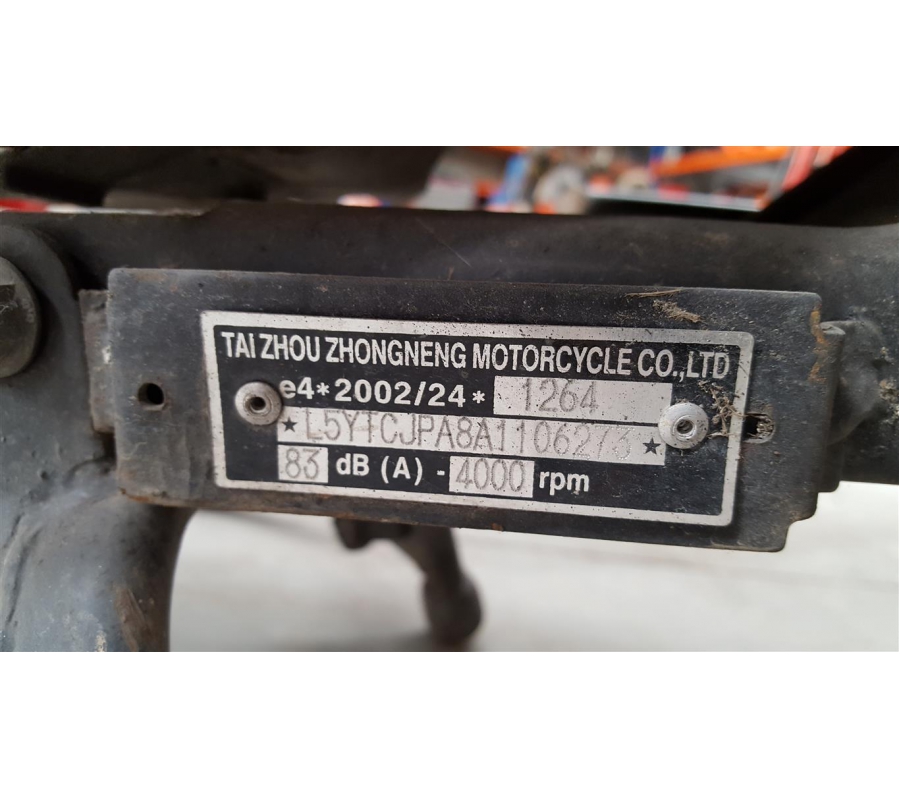 TAI ZHOU ZHONGNENG MOTORCYCLE CO.,LTD
e4*2002/24* 1264
★L5YTCJPA8A1106273★
83 dB (A) - 4000 rpm